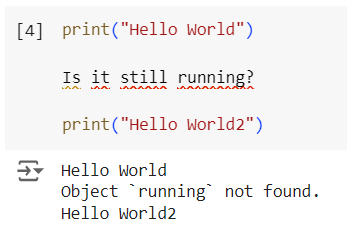 [4] print("Hello World")
Is it still running?
print("Hello World2")
Hello World
Object `running` not found.
Hello World2